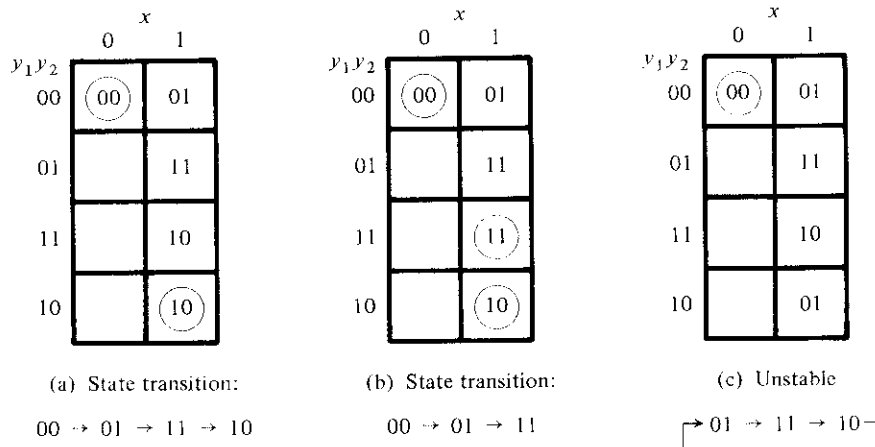 x
0 1
y₁y₂
00 00 01
01 11
11 10
10 10
(a) State transition:
00 → 01 → 11 → 10
x
0 1
y₁y₂
00 00 01
01 11
11 11
10 10
(b) State transition:
00 → 01 → 11
x
0 1
y₁y₂
00 00 01
01 11
11 10
10 01
(c) Unstable
→ 01 → 11 → 10